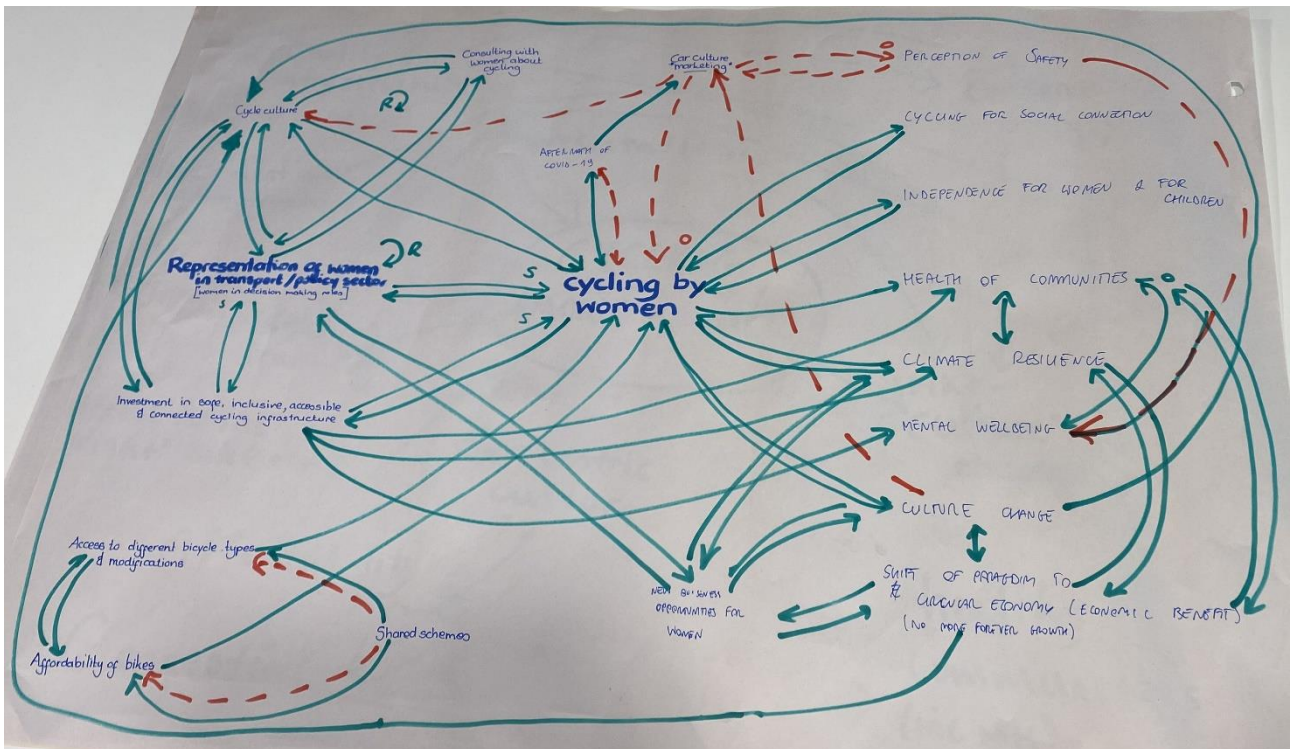 Consulting with
women about
cycling
Car culture
"marketing"
O
PERCEPTION OF
SAFETY
Cycle culture
R
CYCLING FOR SOCIAL CONNECTION
AFTERMATH OF
COVID-19
INDEPENDENCE FOR WOMEN & FOR
CHILDREN
Representation of women
in transport/policy sector
[women in decision making roles]
R
S
S
S
O
cycling by
women
HEALTH OF COMMUNITIES
O
CLIMATE RESILIENCE
Investment in safe, inclusive, accessible
& connected cycling infrastructure
MENTAL WELLBEING
CULTURE CHANGE
Access to different bicycle types
& modifications
SHIFT OF PARAGDIM TO
& CIRCULAR ECONOMY (ECONOMIC BENEFIT)
(NO MORE FOREVER GROWTH)
NEW BUSINESS
OPPORTUNITIES FOR
WOMEN
Shared schemes
Affordability of bikes